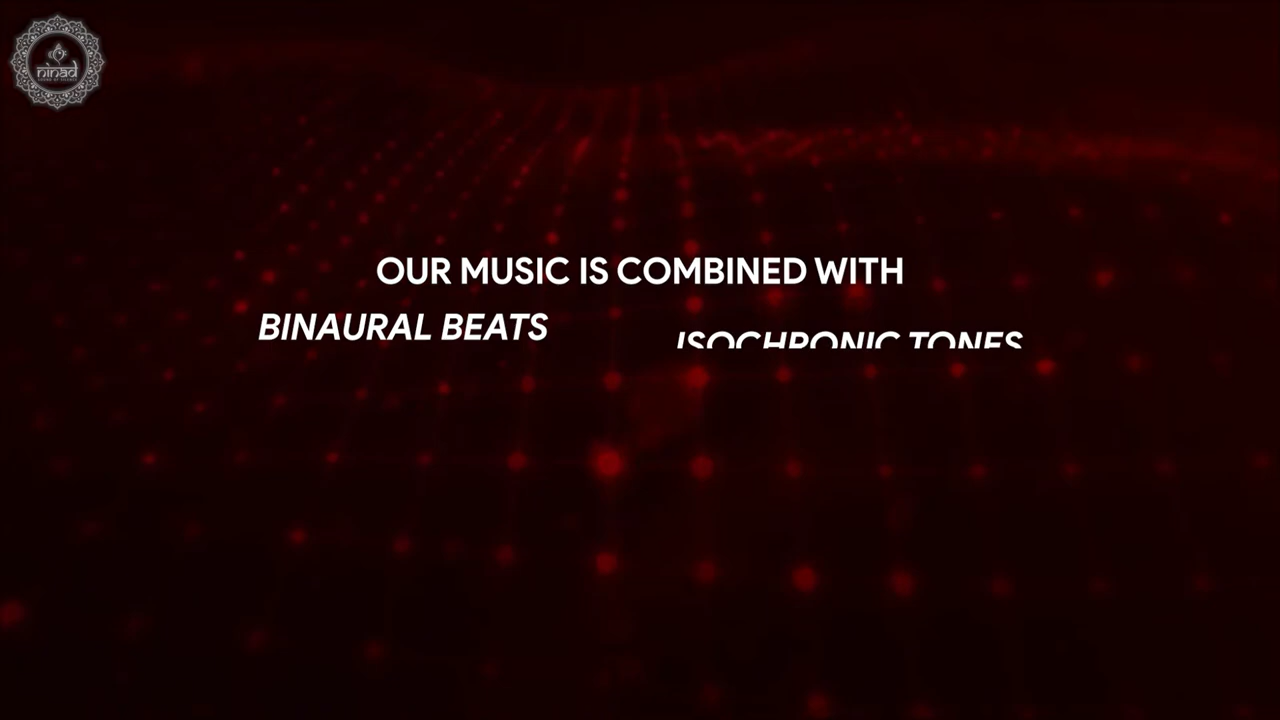 ninad
OUR MUSIC IS COMBINED WITH
BINAURAL BEATS
ISOCHRONIC TONES